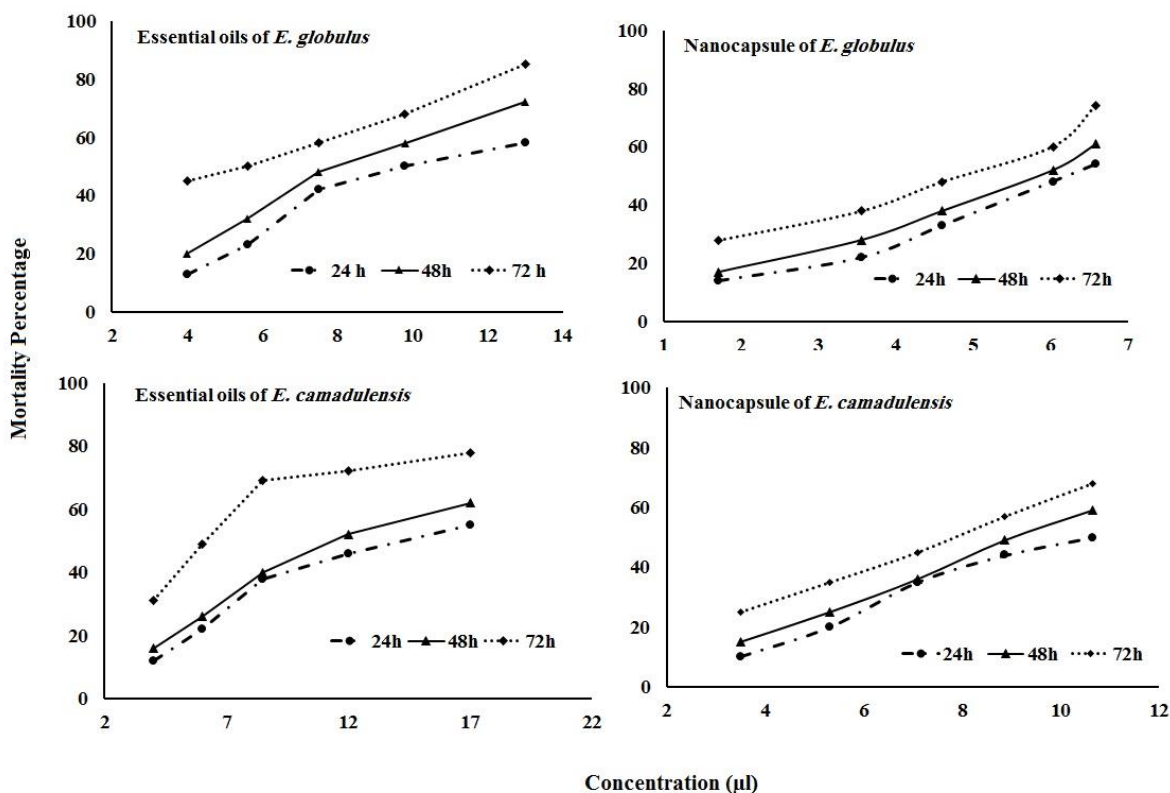 Mortality Percentage
Essential oils of E. globulus
100
80
60
40
20
0
24 h 48h 72 h
2 4 6 8 10 12 14
Nanocapsule of E. globulus
100
80
60
40
20
0
24h 48h 72h
1 2 3 4 5 6 7
Essential oils of E. camadulensis
100
80
60
40
20
0
24h 48h 72h
2 7 12 17 22
Nanocapsule of E. camadulensis
100
80
60
40
20
0
24h 48h 72h
2 4 6 8 10 12
Concentration (µl)